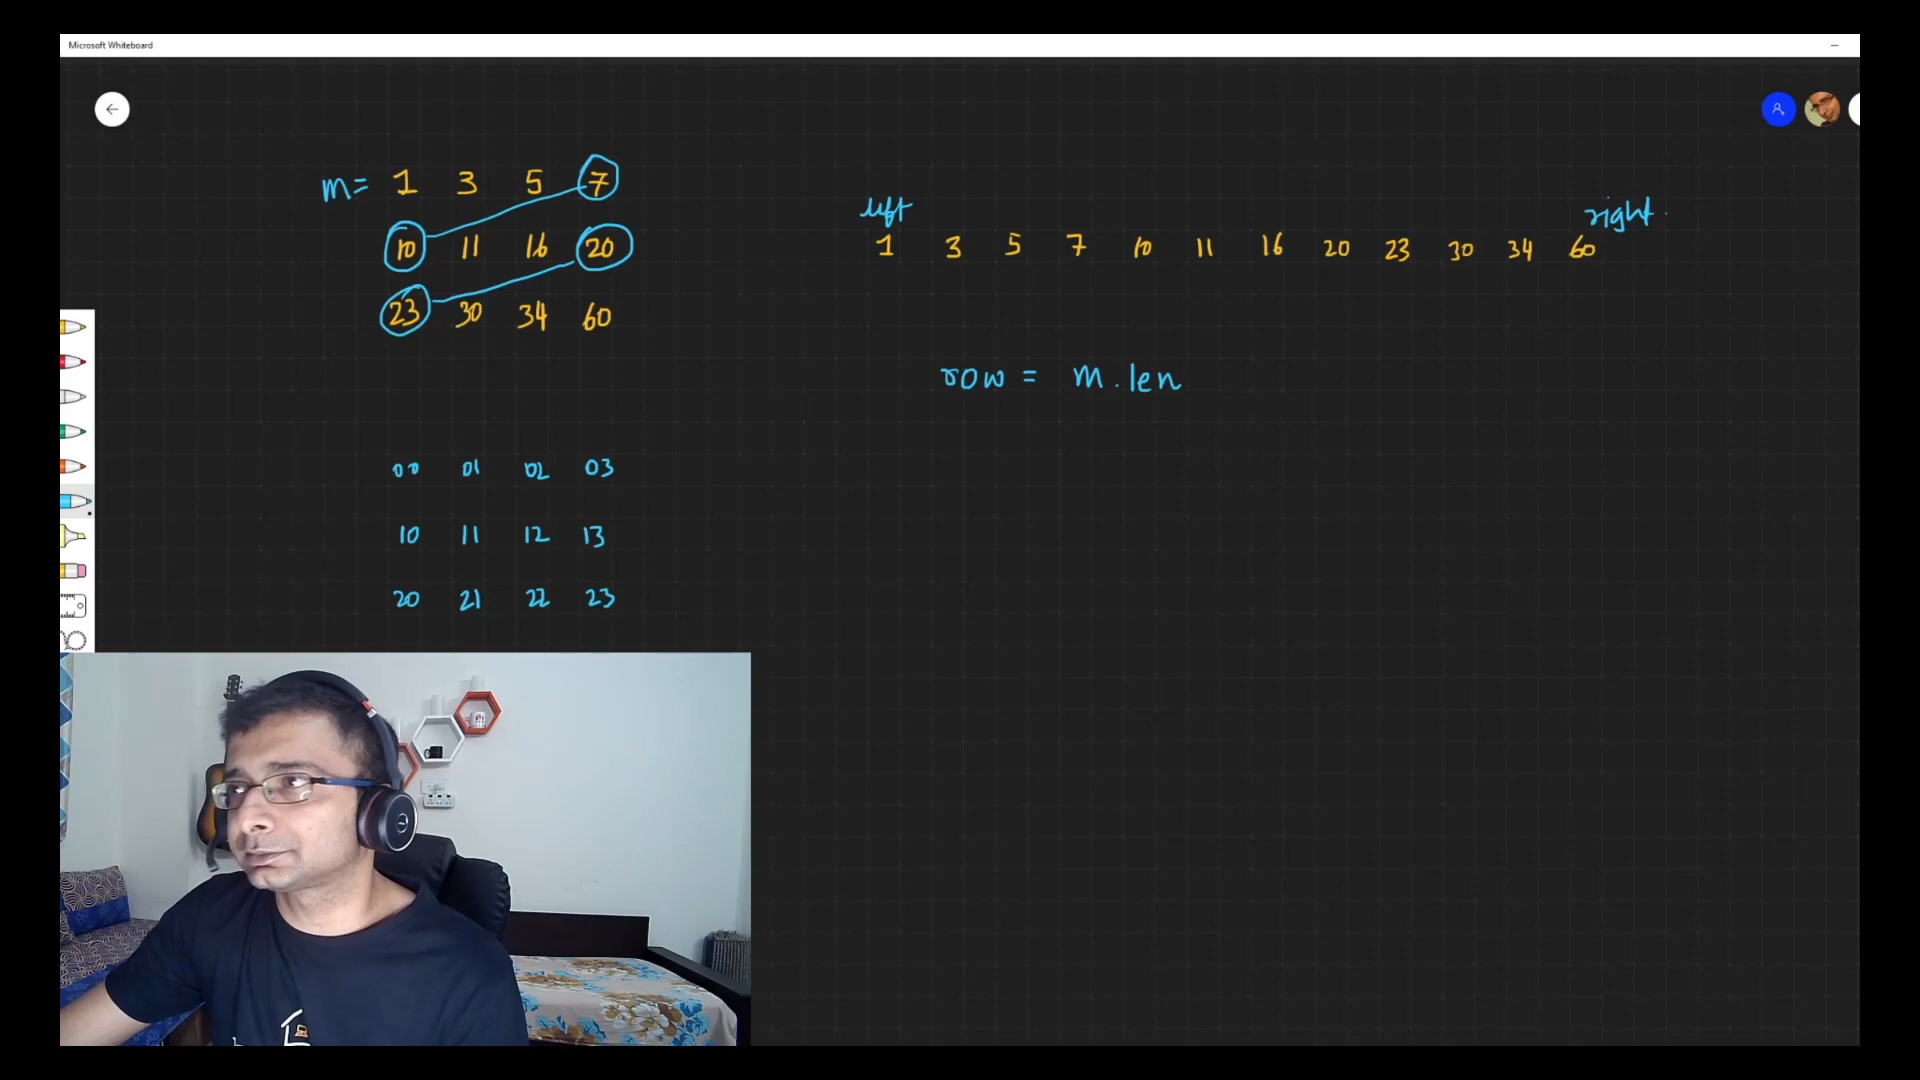 Microsoft Whiteboard
m= 1 3 5 7
10 11 16 20
23 30 34 60
left right.
1 3 5 7 10 11 16 20 23 30 34 60
row = m.len
00 01 02 03
10 11 12 13
20 21 22 23